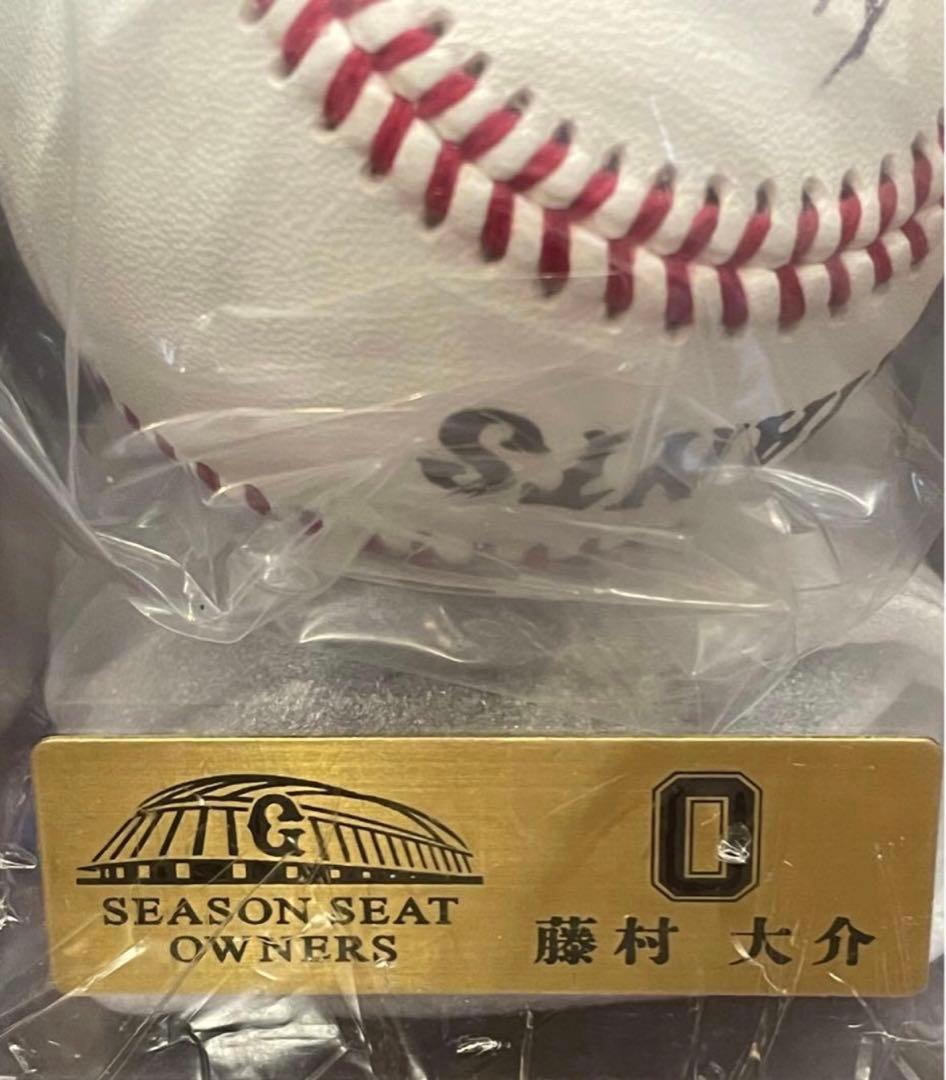 G
SEASON SEAT
OWNERS
0
藤村 大介